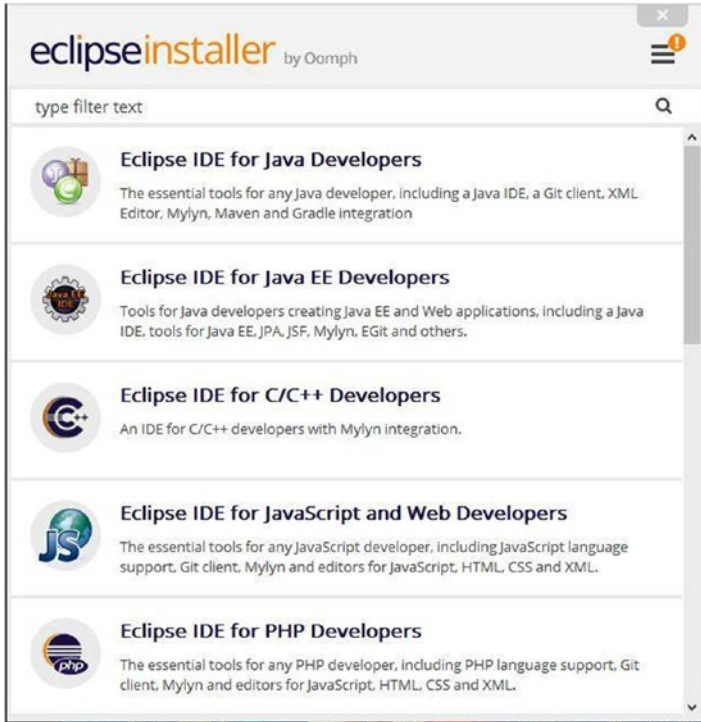 eclipseinstaller by Oomph
!
type filter text
Eclipse IDE for Java Developers
The essential tools for any Java developer, including a Java IDE, a Git client, XML
Editor, Mylyn, Maven and Gradle integration
J
C
Eclipse IDE for Java EE Developers
Java EE
IDE
Tools for Java developers creating Java EE and Web applications, including a Java
IDE, tools for Java EE, JPA, JSF, Mylyn, EGit and others.
Eclipse IDE for C/C++ Developers
C++
An IDE for C/C++ developers with Mylyn integration.
Eclipse IDE for JavaScript and Web Developers
JS
The essential tools for any JavaScript developer, including JavaScript language
support, Git client, Mylyn and editors for JavaScript, HTML, CSS and XML.
Eclipse IDE for PHP Developers
php
The essential tools for any PHP developer, including PHP language support, Git
client, Mylyn and editors for JavaScript, HTML, CSS and XML.